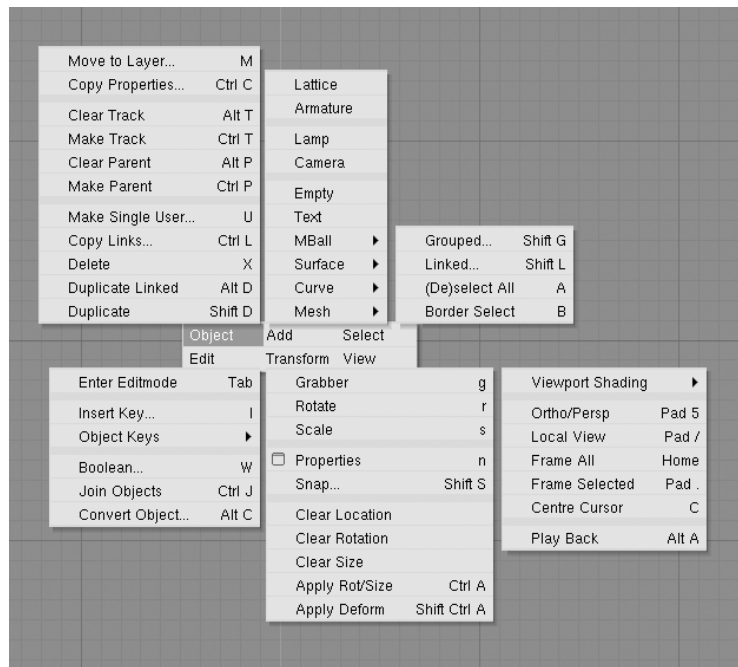 Move to Layer... M
Copy Properties... Ctrl C
Clear Track Alt T
Make Track Ctrl T
Clear Parent Alt P
Make Parent Ctrl P
Make Single User... U
Copy Links... Ctrl L
Delete X
Duplicate Linked Alt D
Duplicate Shift D
Lattice
Armature
Lamp
Camera
Empty
Text
MBall
Surface
Curve
Mesh
Grouped... Shift G
Linked... Shift L
(De)select All A
Border Select B
Object Add Select
Edit Transform View
Enter Editmode Tab
Insert Key... I
Object Keys
Boolean... W
Join Objects Ctrl J
Convert Object... Alt C
Grabber g
Rotate r
Scale s
Properties n
Snap... Shift S
Clear Location
Clear Rotation
Clear Size
Apply Rot/Size Ctrl A
Apply Deform Shift Ctrl A
Viewport Shading
Ortho/Persp Pad 5
Local View Pad /
Frame All Home
Frame Selected Pad .
Centre Cursor C
Play Back Alt A